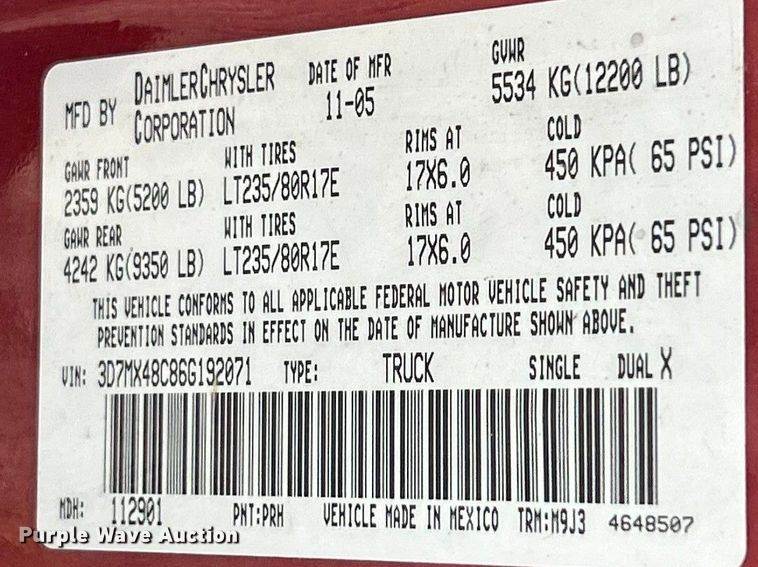 MFD BY DAIMLERCHRYSLER CORPORATION DATE OF MFR 11-05 GVWR 5534 KG(12200 LB)
GAWR FRONT WITH TIRES RIMS AT COLD
2359 KG(5200 LB) LT235/80R17E 17X6.0 450 KPA( 65 PSI)
GAWR REAR WITH TIRES RIMS AT COLD
4242 KG(9350 LB) LT235/80R17E 17X6.0 450 KPA( 65 PSI)
THIS VEHICLE CONFORMS TO ALL APPLICABLE FEDERAL MOTOR VEHICLE SAFETY AND THEFT
PREVENTION STANDARDS IN EFFECT ON THE DATE OF MANUFACTURE SHOWN ABOVE.
VIN: 3D7MX48C86G192071 TYPE: TRUCK SINGLE DUAL X
MDH: 112901 PNT:PRH VEHICLE MADE IN MEXICO TRM:M9J3 4648507
Purple Wave Auction